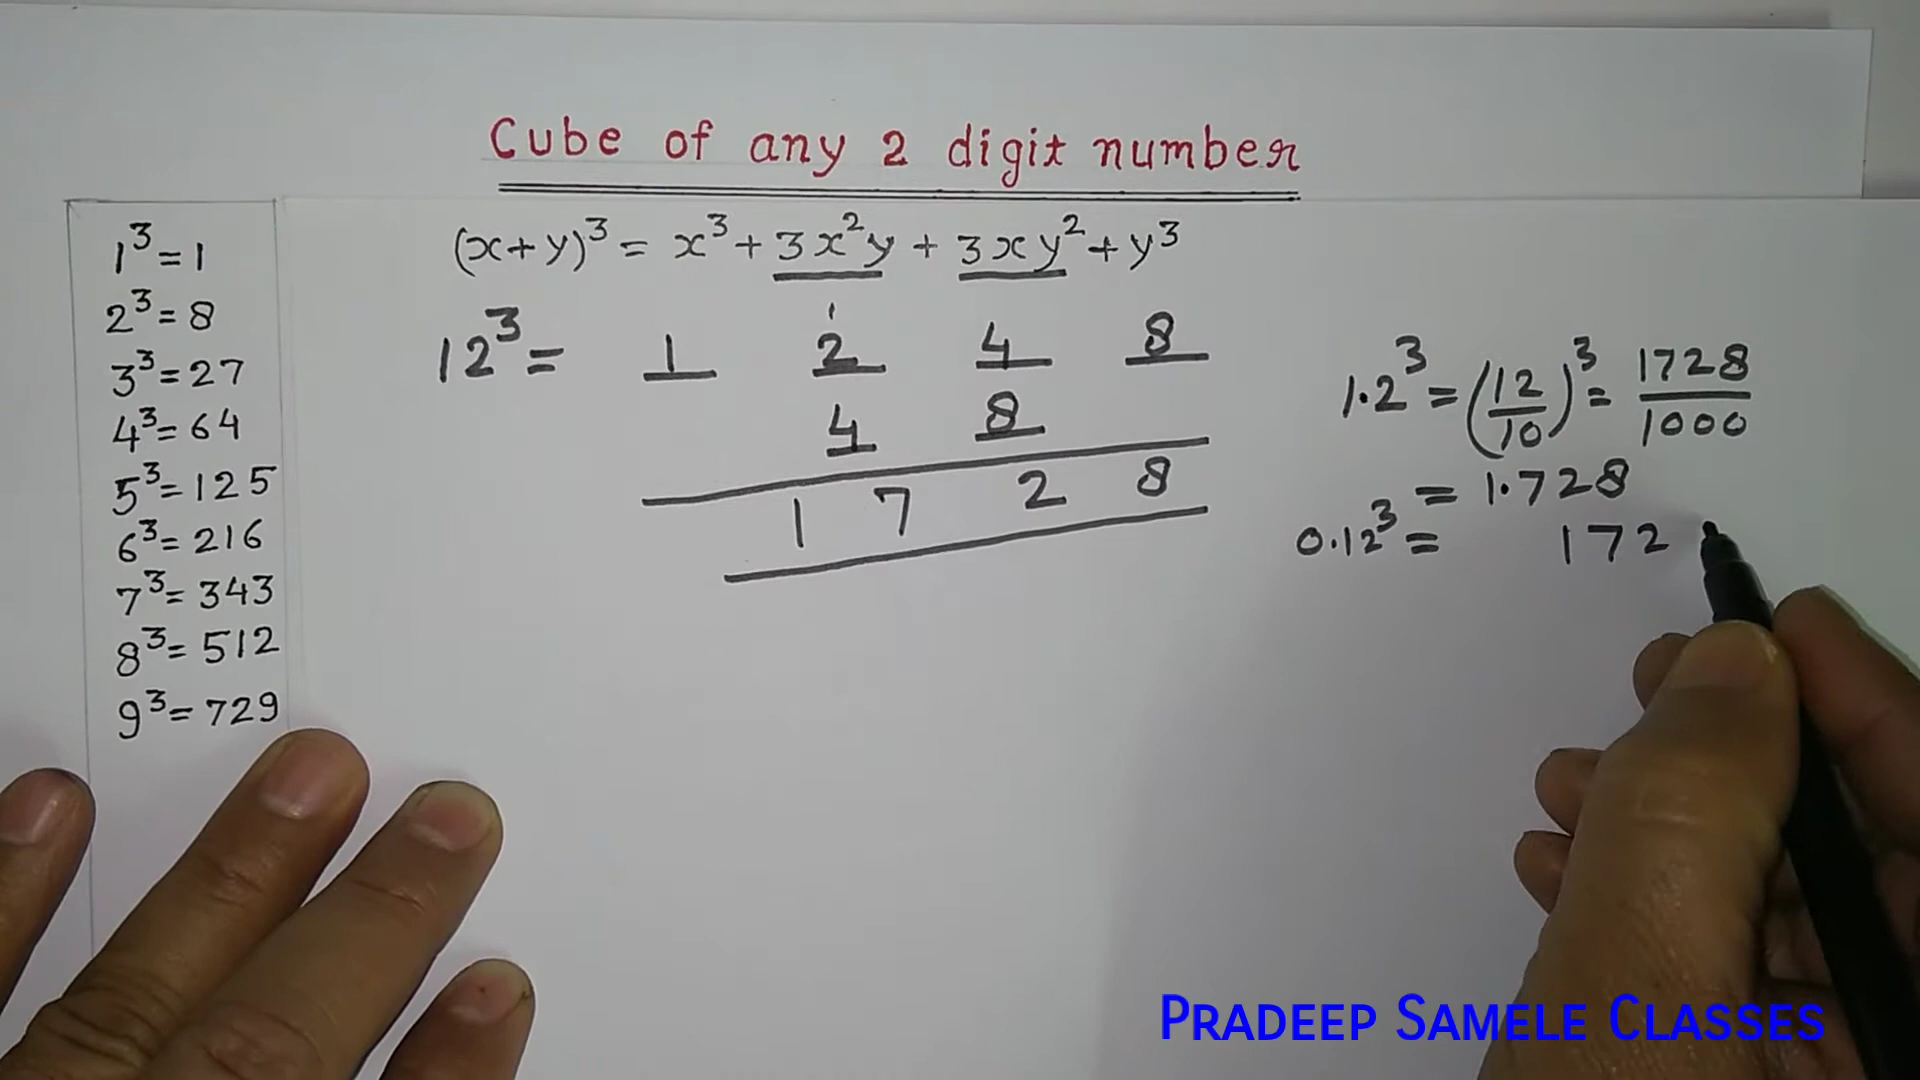 Cube of any 2 digit number
1³ = 1
2³ = 8
3³ = 27
4³ = 64
5³ = 125
6³ = 216
7³ = 343
8³ = 512
9³ = 729
(x+y)³ = x³ + 3x²y + 3xy² + y³
1
12³ = 1 2 4 8
4 8
1 7 2 8
1.2³ = (12/10)³ = 1728/1000
= 1.728
0.12³ = 172
PRADEEP SAMELE CLASSES